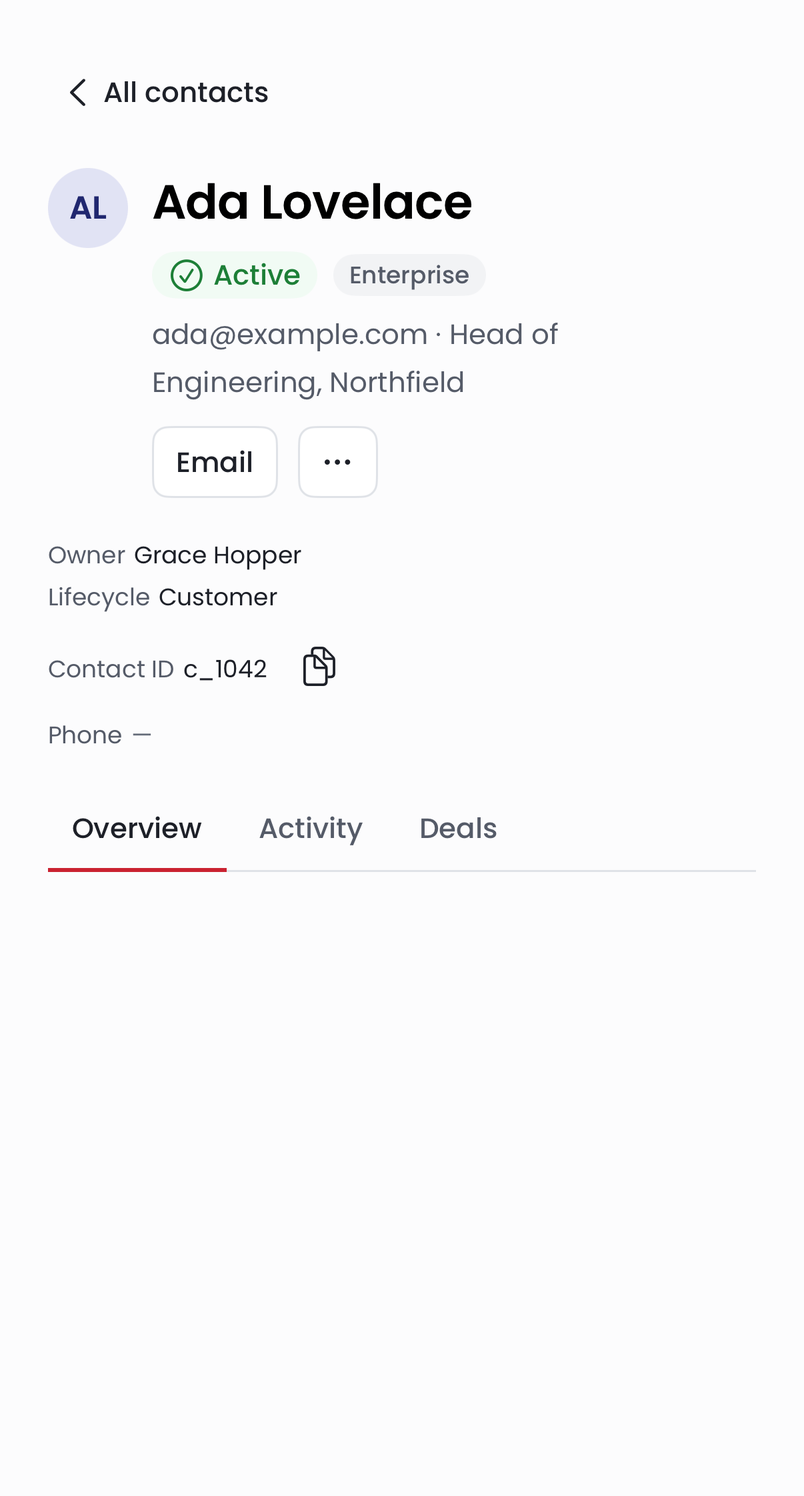 All contacts
AL
Ada Lovelace
Active
Enterprise
ada@example.com · Head of
Engineering, Northfield
Email
...
Owner Grace Hopper
Lifecycle Customer
Contact ID c_1042
Phone —
Overview Activity Deals